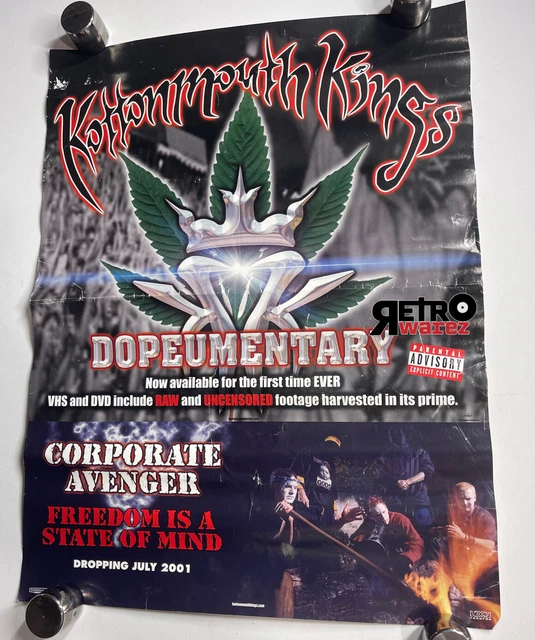 Kottonmouth Kings
RETRO
warez
DOPEUMENTARY
PARENTAL
ADVISORY
EXPLICIT CONTENT
Now available for the first time EVER
VHS and DVD include RAW and UNCENSORED footage harvested in its prime.
CORPORATE
AVENGER
FREEDOM IS A
STATE OF MIND
DROPPING JULY 2001
kottonmouthkings.com